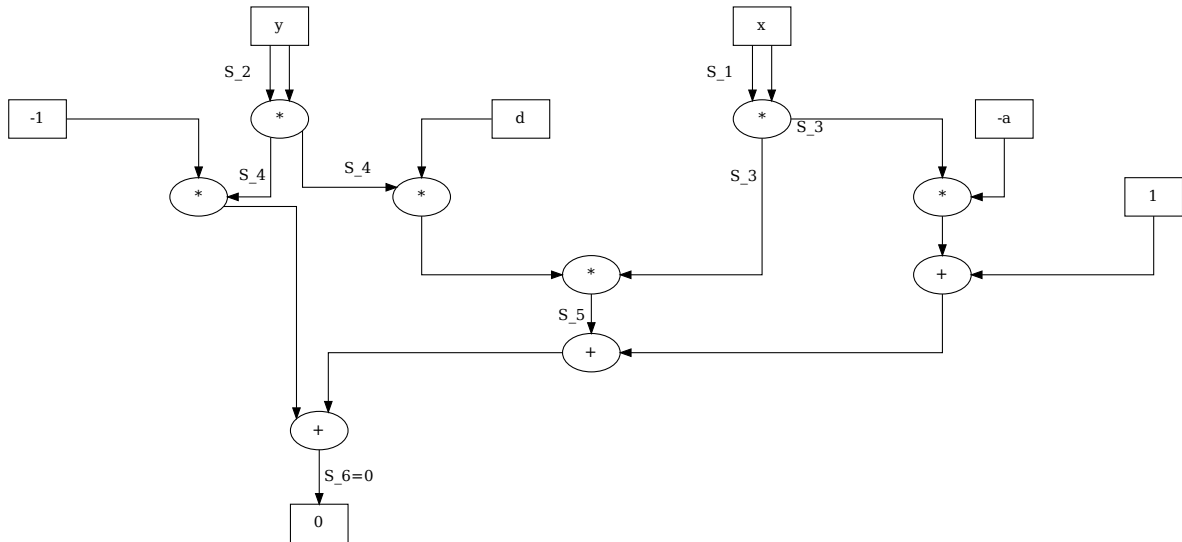 y
x
S_2
S_1
-1
*
d
*
S_3
-a
S_4
S_4
S_3
*
*
*
1
*
+
S_5
+
+
S_6=0
0